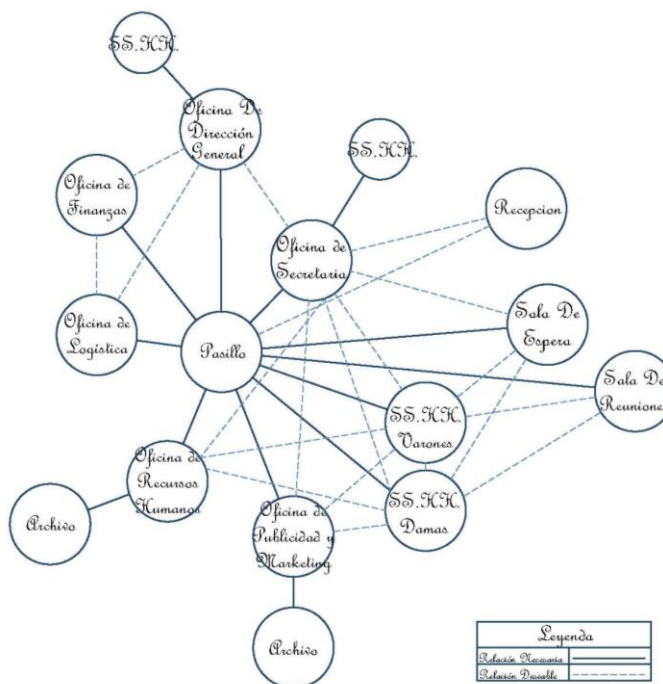 SS.HH.
Oficina De
Dirección
General
SS.HH.
Oficina de
Finanzas
Recepcion
Oficina de
Secretaria
Oficina de
Logística
Pasillo
Sala De
Espera
Sala De
Reuniones
SS.HH.
Varones
Oficina de
Recursos
Humanos
SS.HH.
Damas
Archivo
Oficina de
Publicidad y
Marketing
Archivo
Leyenda
Relación Necesaria
Relación Deseable